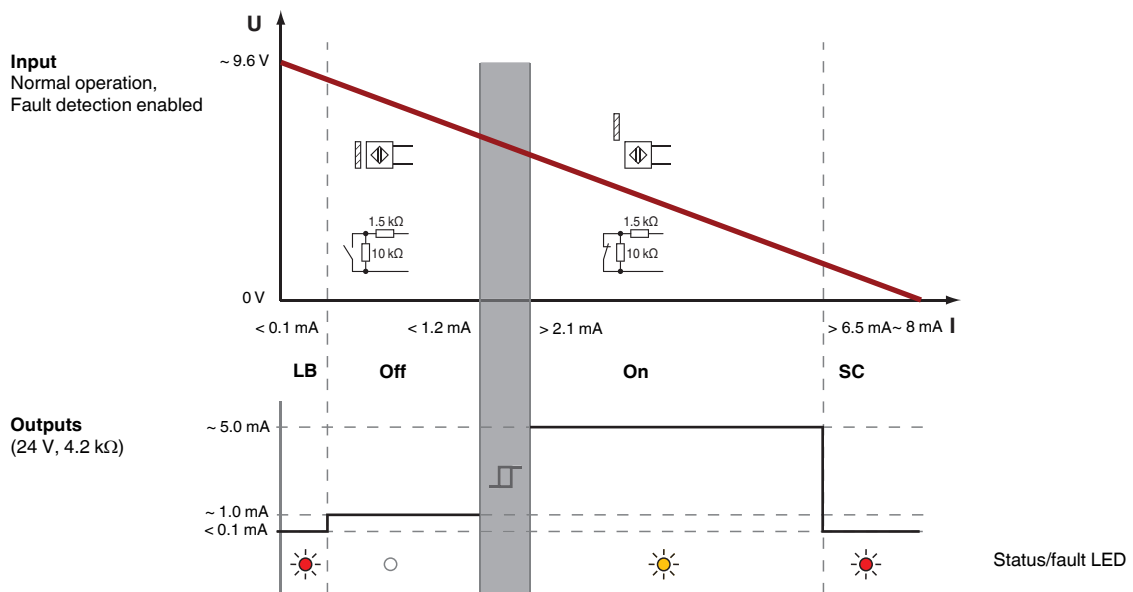 U
Input
Normal operation,
Fault detection enabled
~ 9.6 V
1.5 kΩ
10 kΩ
1.5 kΩ
10 kΩ
0 V
< 0.1 mA
< 1.2 mA
> 2.1 mA
> 6.5 mA
~ 8 mA
I
LB
Off
On
SC
Outputs
(24 V, 4.2 kΩ)
~ 5.0 mA
~ 1.0 mA
< 0.1 mA
Status/fault LED